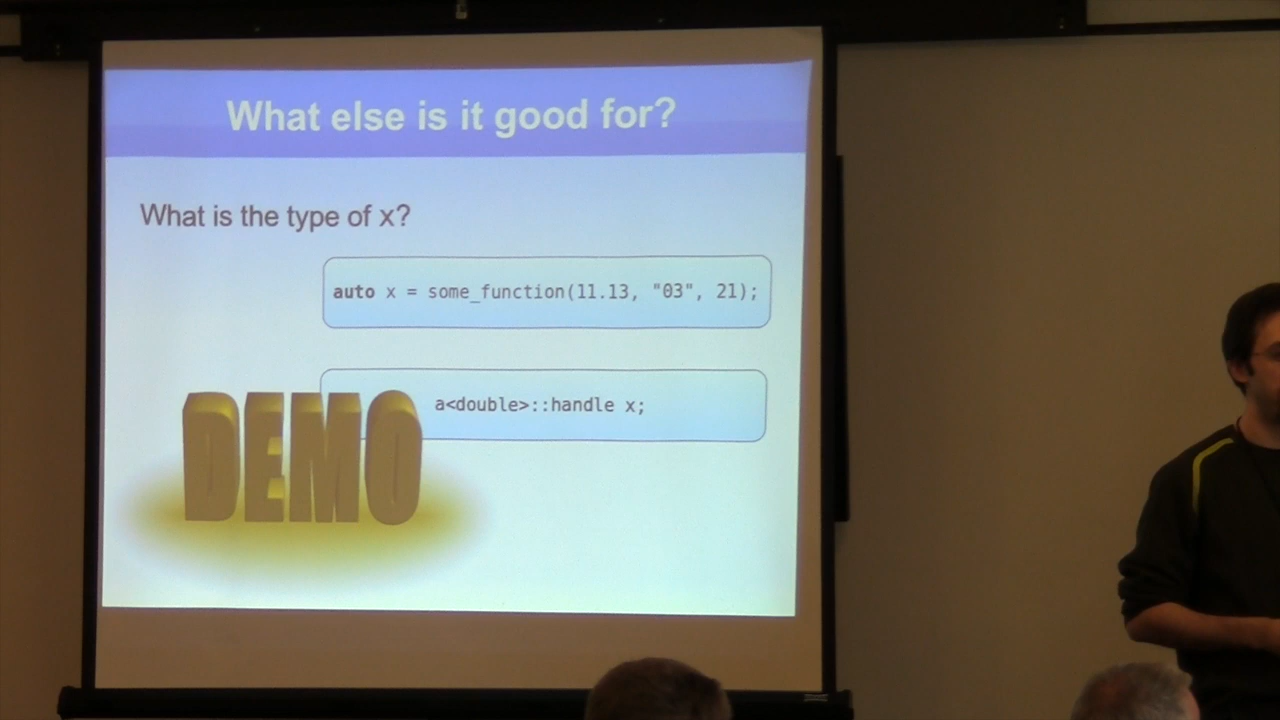 What else is it good for?
What is the type of x?
auto x = some_function(11.13, "03", 21);
a<double>::handle x;
DEMO